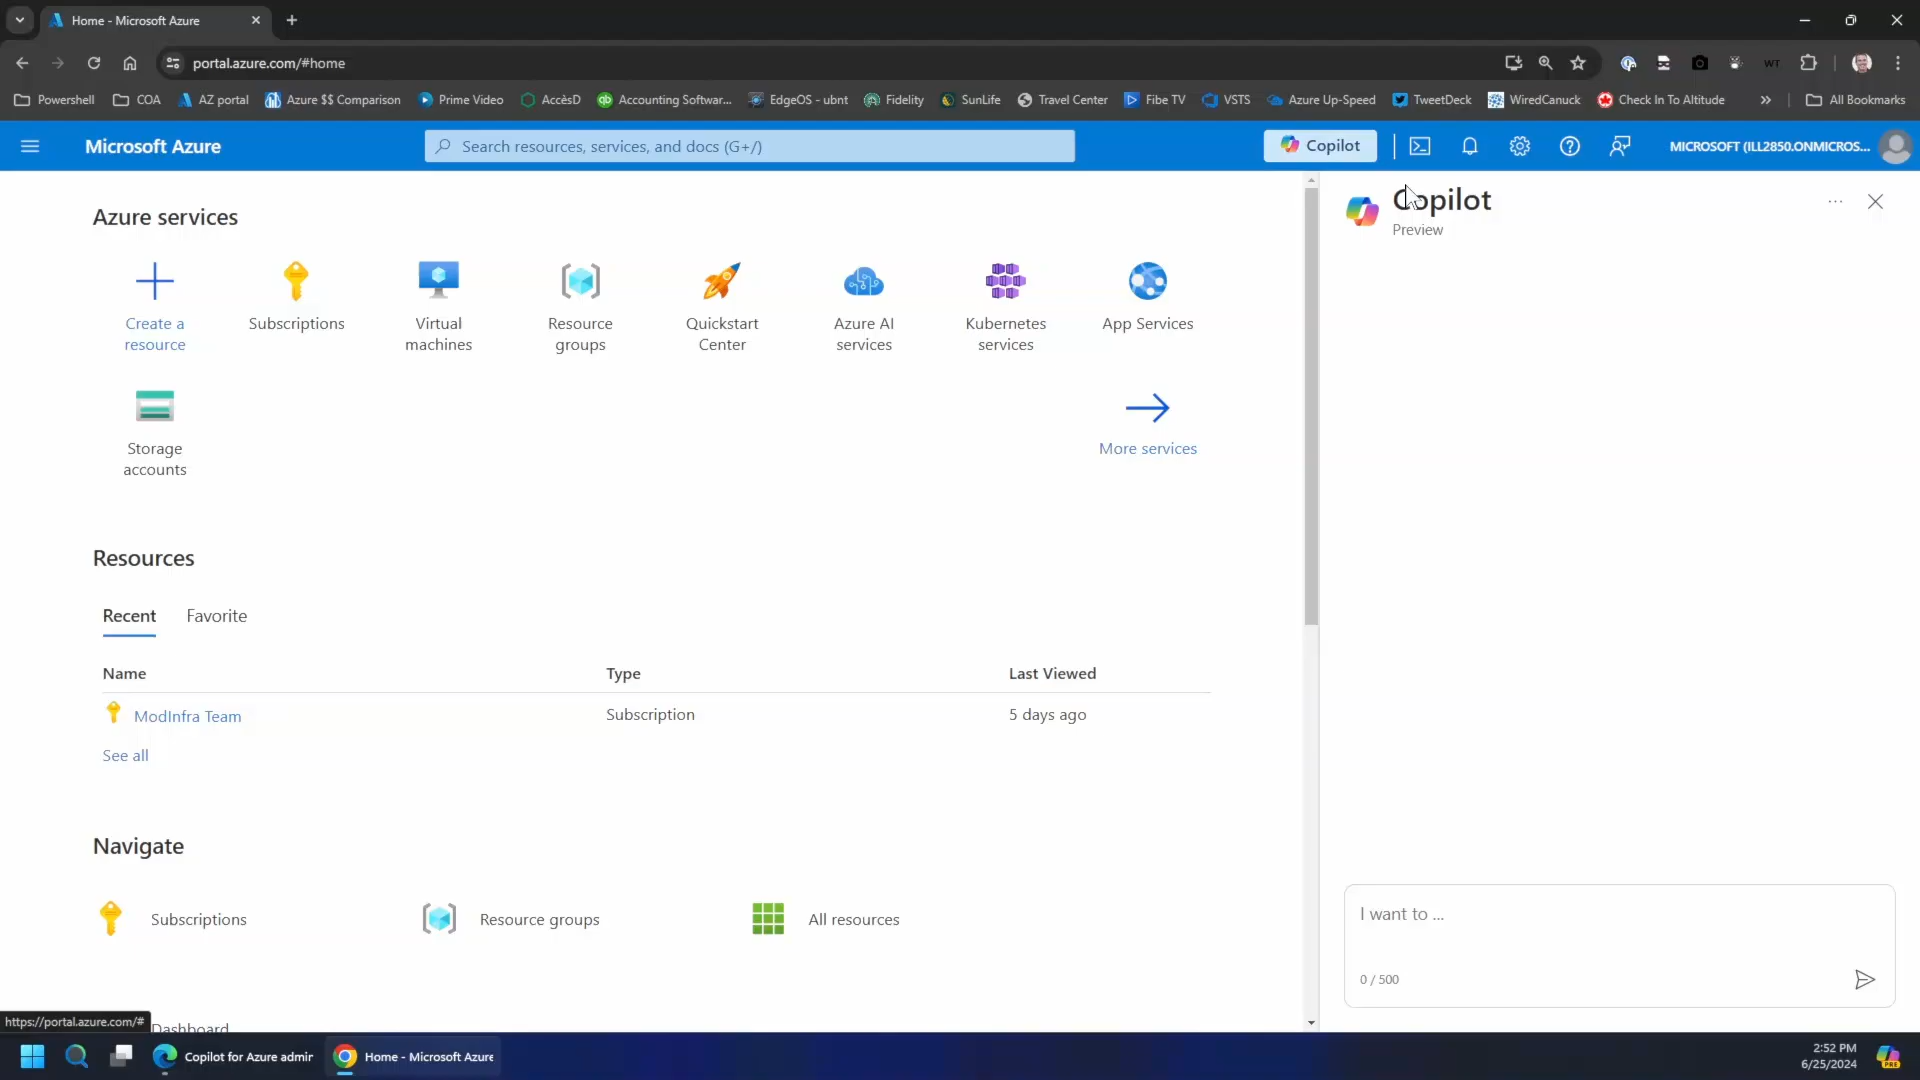 Home - Microsoft Azure
portal.azure.com/#home
Powershell
COA
AZ portal
Azure $$ Comparison
Prime Video
AccèsD
Accounting Softwar...
EdgeOS - ubnt
Fidelity
SunLife
Travel Center
Fibe TV
VSTS
Azure Up-Speed
TweetDeck
WiredCanuck
Check In To Altitude
»
All Bookmarks
WT
Microsoft Azure
Search resources, services, and docs (G+/)
Copilot
MICROSOFT (ILL2850.ONMICROS...
Azure services
Create a
resource
Subscriptions
Virtual
machines
Resource
groups
Quickstart
Center
Azure AI
services
Kubernetes
services
App Services
Storage
accounts
More services
Resources
Recent
Favorite
Name
Type
Last Viewed
ModInfra Team
Subscription
5 days ago
See all
Navigate
Subscriptions
Resource groups
All resources
Dashboard
https://portal.azure.com/#
Copilot
Preview
I want to ...
0 / 500
Copilot for Azure admin
Home - Microsoft Azure
2:52 PM
6/25/2024
PRE